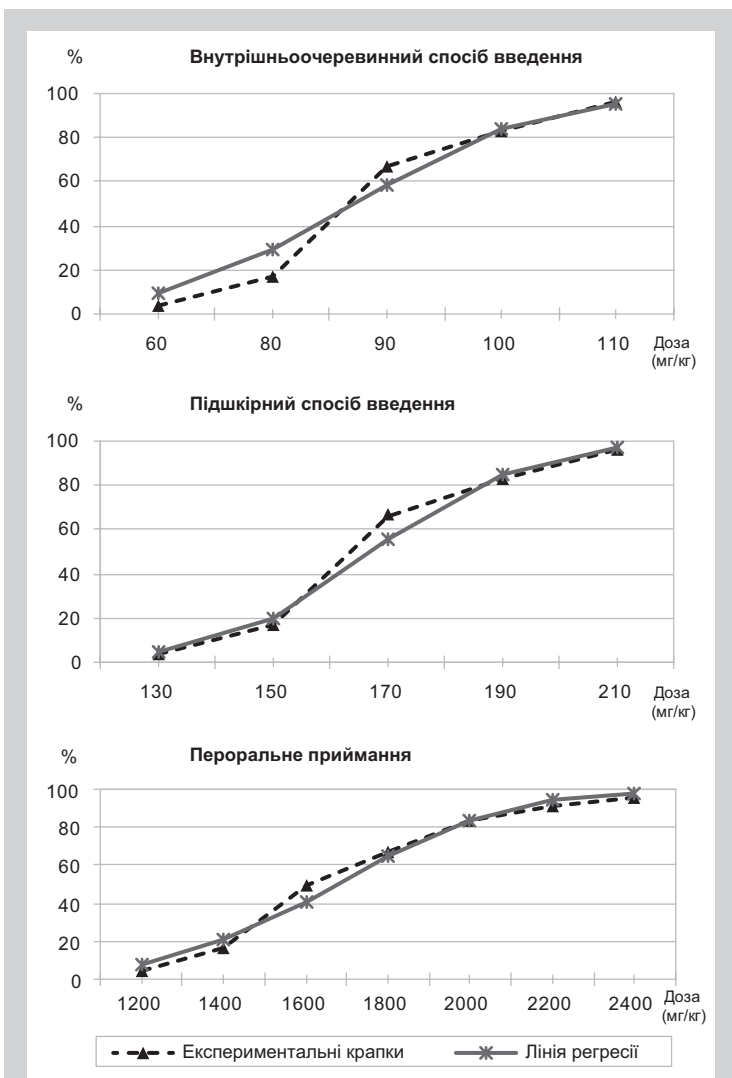 % Внутрішньоочеревинний спосіб введення
100
80
60
40
20
0
60 80 90 100 110 Доза
(мг/кг)
% Підшкірний спосіб введення
100
80
60
40
20
0
130 150 170 190 210 Доза
(мг/кг)
% Пероральне приймання
100
80
60
40
20
0
1200 1400 1600 1800 2000 2200 2400 Доза
(мг/кг)
Експериментальні крапки Лінія регресії